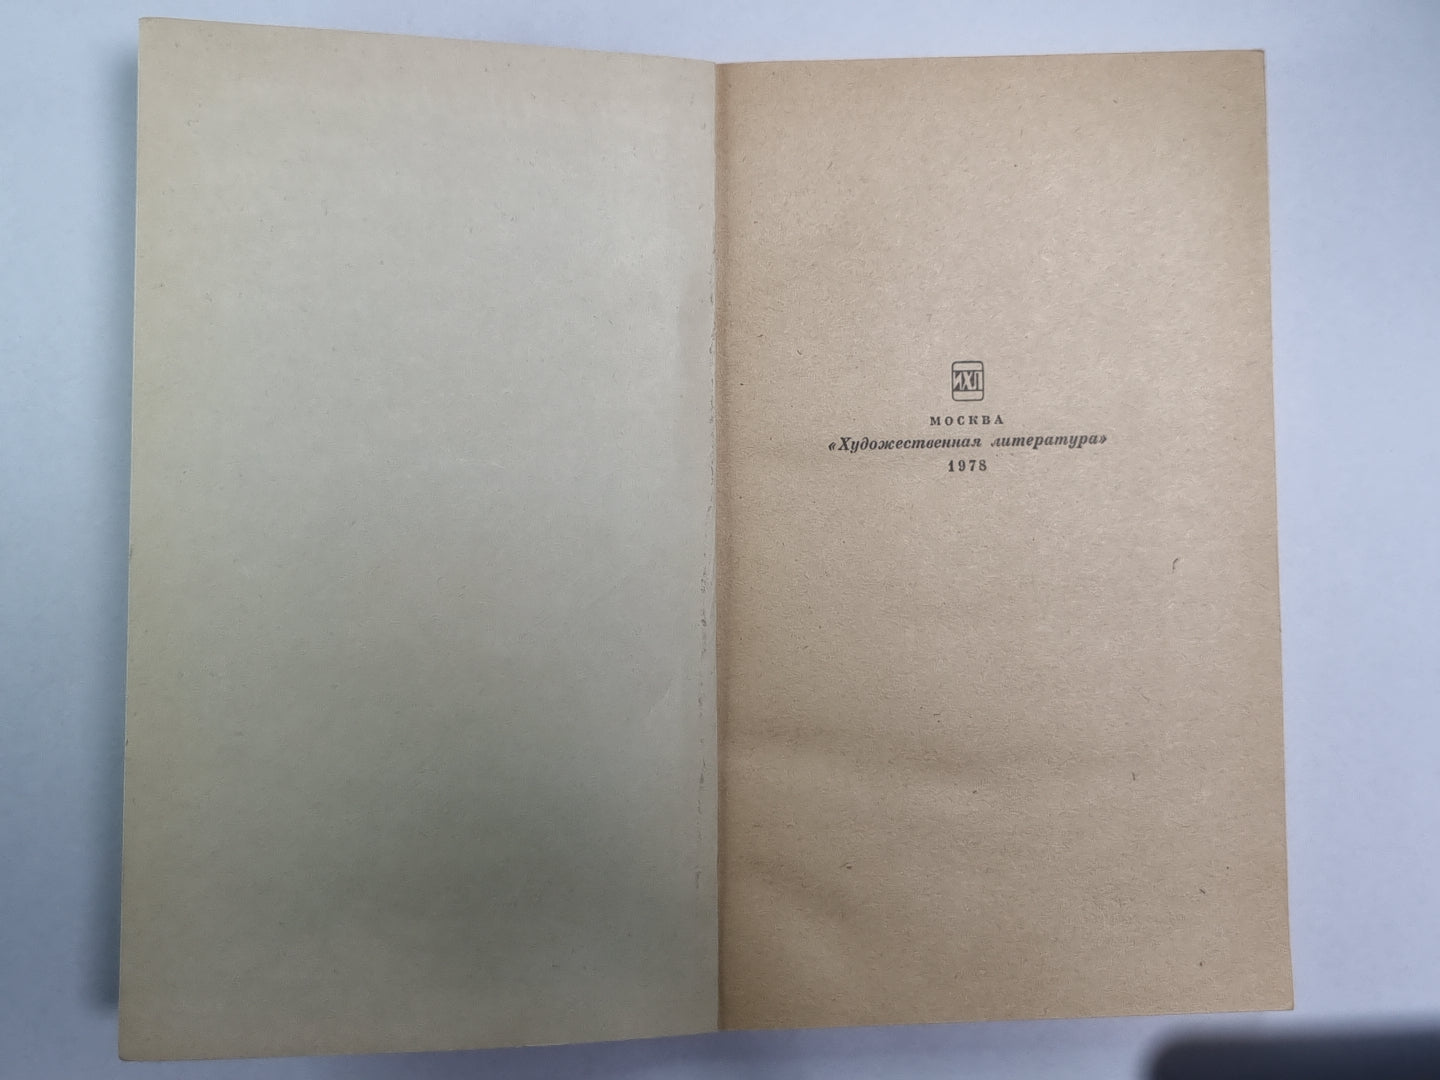 ИХЛ
МОСКВА
«Художественная литература»
1978